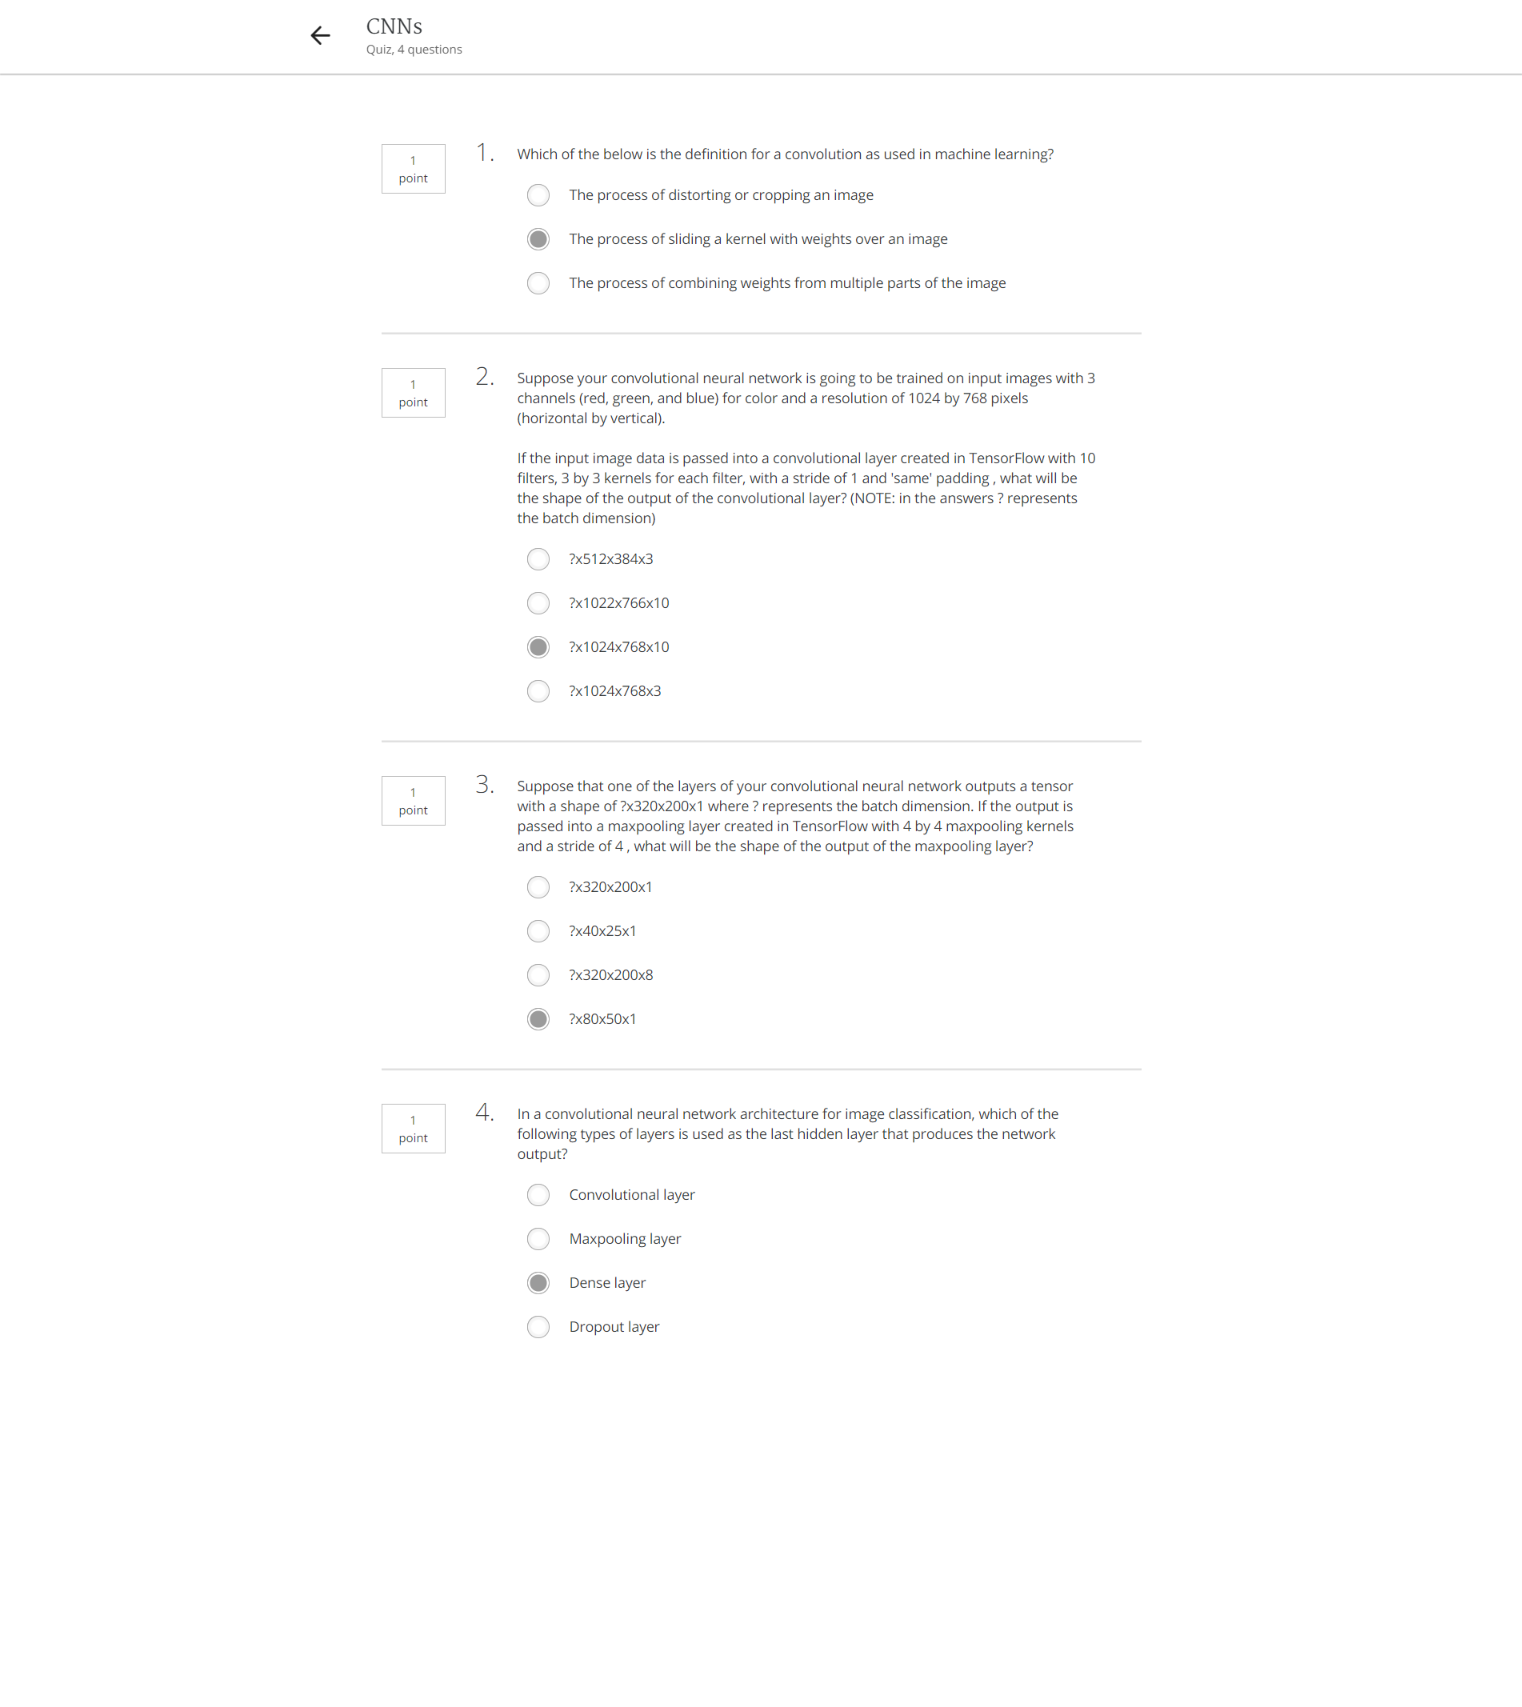 CNNs
Quiz, 4 questions
1
point
1.
Which of the below is the definition for a convolution as used in machine learning?
The process of distorting or cropping an image
The process of sliding a kernel with weights over an image
The process of combining weights from multiple parts of the image
1
point
2.
Suppose your convolutional neural network is going to be trained on input images with 3
channels (red, green, and blue) for color and a resolution of 1024 by 768 pixels
(horizontal by vertical).
If the input image data is passed into a convolutional layer created in TensorFlow with 10
filters, 3 by 3 kernels for each filter, with a stride of 1 and 'same' padding , what will be
the shape of the output of the convolutional layer? (NOTE: in the answers ? represents
the batch dimension)
?x512x384x3
?x1022x766x10
?x1024x768x10
?x1024x768x3
1
point
3.
Suppose that one of the layers of your convolutional neural network outputs a tensor
with a shape of ?x320x200x1 where ? represents the batch dimension. If the output is
passed into a maxpooling layer created in TensorFlow with 4 by 4 maxpooling kernels
and a stride of 4 , what will be the shape of the output of the maxpooling layer?
?x320x200x1
?x40x25x1
?x320x200x8
?x80x50x1
1
point
4.
In a convolutional neural network architecture for image classification, which of the
following types of layers is used as the last hidden layer that produces the network
output?
Convolutional layer
Maxpooling layer
Dense layer
Dropout layer